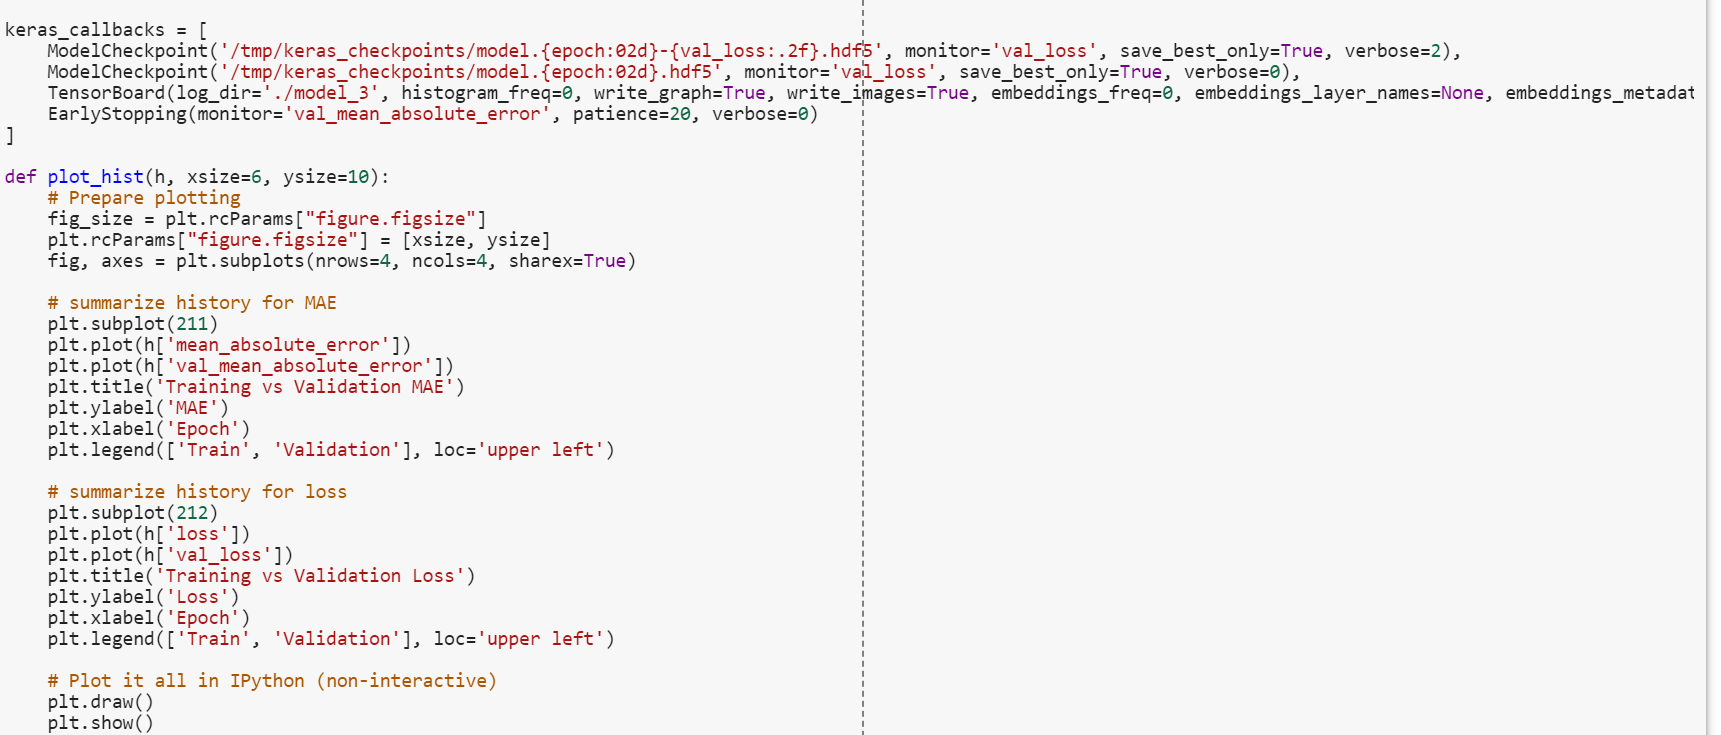 keras_callbacks = [
    ModelCheckpoint('/tmp/keras_checkpoints/model.{epoch:02d}-{val_loss:.2f}.hdf5', monitor='val_loss', save_best_only=True, verbose=2),
    ModelCheckpoint('/tmp/keras_checkpoints/model.{epoch:02d}.hdf5', monitor='val_loss', save_best_only=True, verbose=0),
    TensorBoard(log_dir='./model_3', histogram_freq=0, write_graph=True, write_images=True, embeddings_freq=0, embeddings_layer_names=None, embeddings_metadat
    EarlyStopping(monitor='val_mean_absolute_error', patience=20, verbose=0)
]
def plot_hist(h, xsize=6, ysize=10):
    # Prepare plotting
    fig_size = plt.rcParams["figure.figsize"]
    plt.rcParams["figure.figsize"] = [xsize, ysize]
    fig, axes = plt.subplots(nrows=4, ncols=4, sharex=True)
    # summarize history for MAE
    plt.subplot(211)
    plt.plot(h['mean_absolute_error'])
    plt.plot(h['val_mean_absolute_error'])
    plt.title('Training vs Validation MAE')
    plt.ylabel('MAE')
    plt.xlabel('Epoch')
    plt.legend(['Train', 'Validation'], loc='upper left')
    # summarize history for loss
    plt.subplot(212)
    plt.plot(h['loss'])
    plt.plot(h['val_loss'])
    plt.title('Training vs Validation Loss')
    plt.ylabel('Loss')
    plt.xlabel('Epoch')
    plt.legend(['Train', 'Validation'], loc='upper left')
    # Plot it all in IPython (non-interactive)
    plt.draw()
    plt.show()